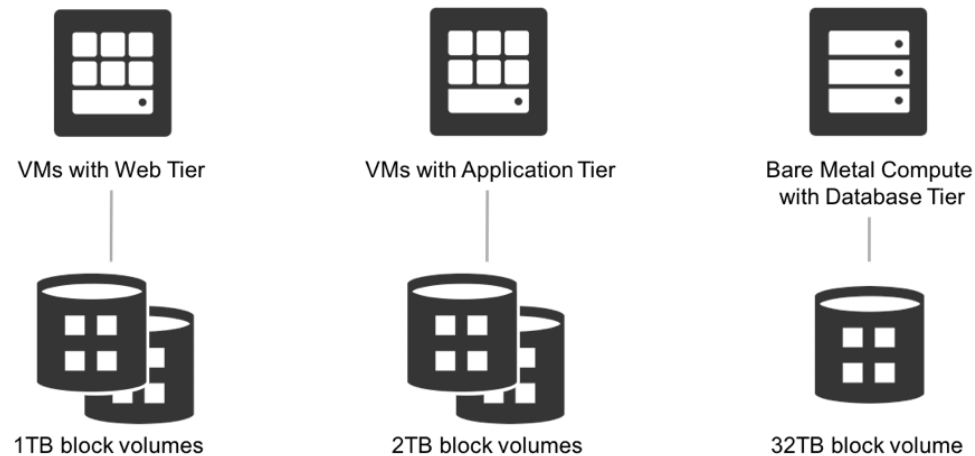 VMs with Web Tier
VMs with Application Tier
Bare Metal Compute
with Database Tier
1TB block volumes
2TB block volumes
32TB block volume